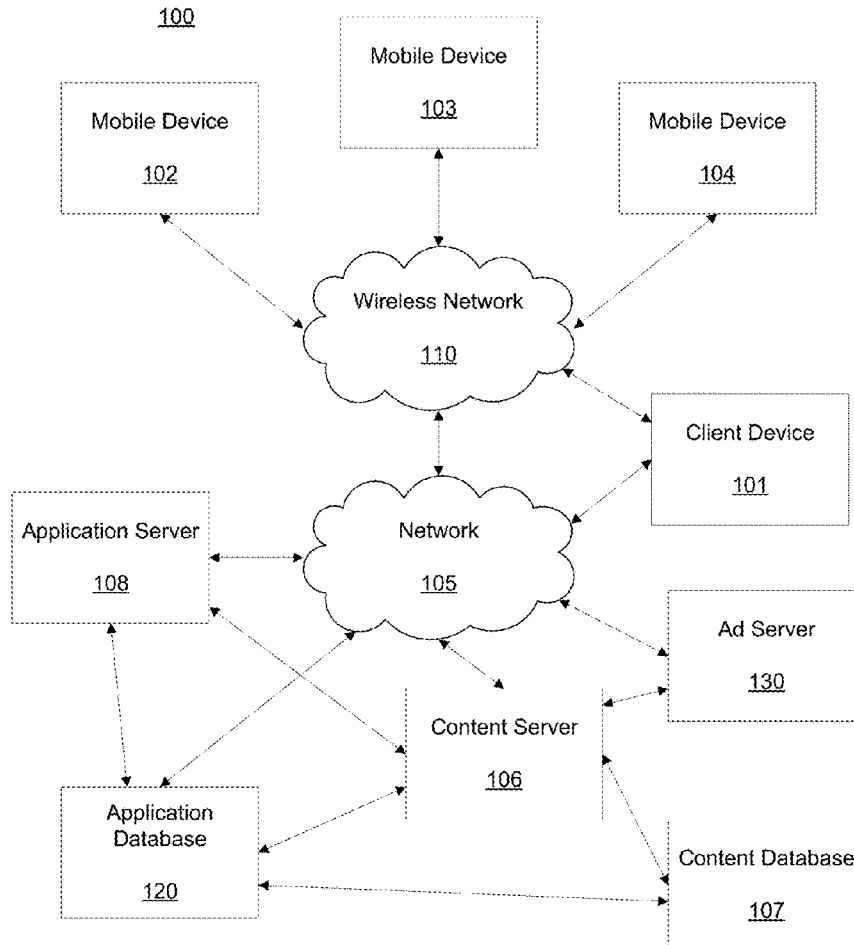 100
Mobile Device
103
Mobile Device
102
Mobile Device
104
Wireless Network
110
Client Device
101
Application Server
108
Network
105
Ad Server
130
Content Server
106
Application
Database
120
Content Database
107